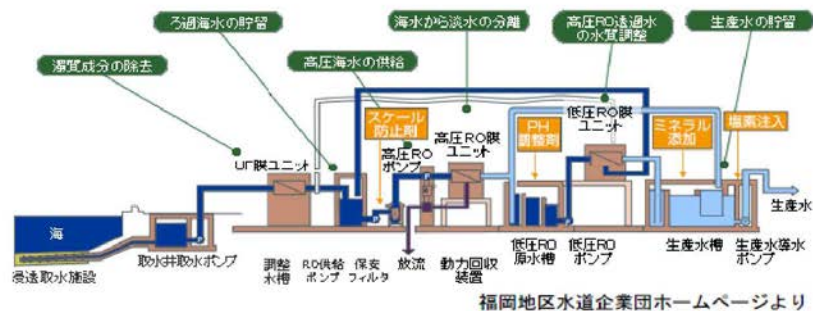 濁質成分の除去
ろ過海水の貯留
高圧海水の供給
海水から淡水の分離
高圧RO透過水
の水質調整
生産水の貯留
スケール
防止剤
PH
調整剤
ミネラル
添加
塩素注入
UF膜ユニット
高圧RO
ポンプ
高圧RO膜
ユニット
低圧RO膜
ユニット
海
浸透取水施設
取水井取水ポンプ
調整
水槽
RO供給
ポンプ
保安
フィルタ
放流
動力回収
装置
低圧RO
原水槽
低圧RO
ポンプ
生産水槽
生産水導水
ポンプ
生産水
福岡地区水道企業団ホームページより